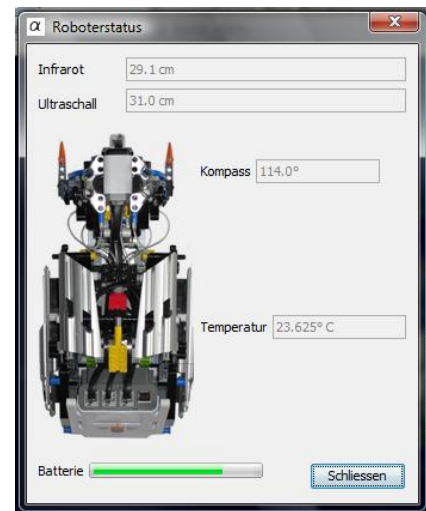 α Roboterstatus
Infrarot 29.1 cm
Ultraschall 31.0 cm
Kompass 114.0°
Temperatur 23.625° C
Batterie
Schliessen